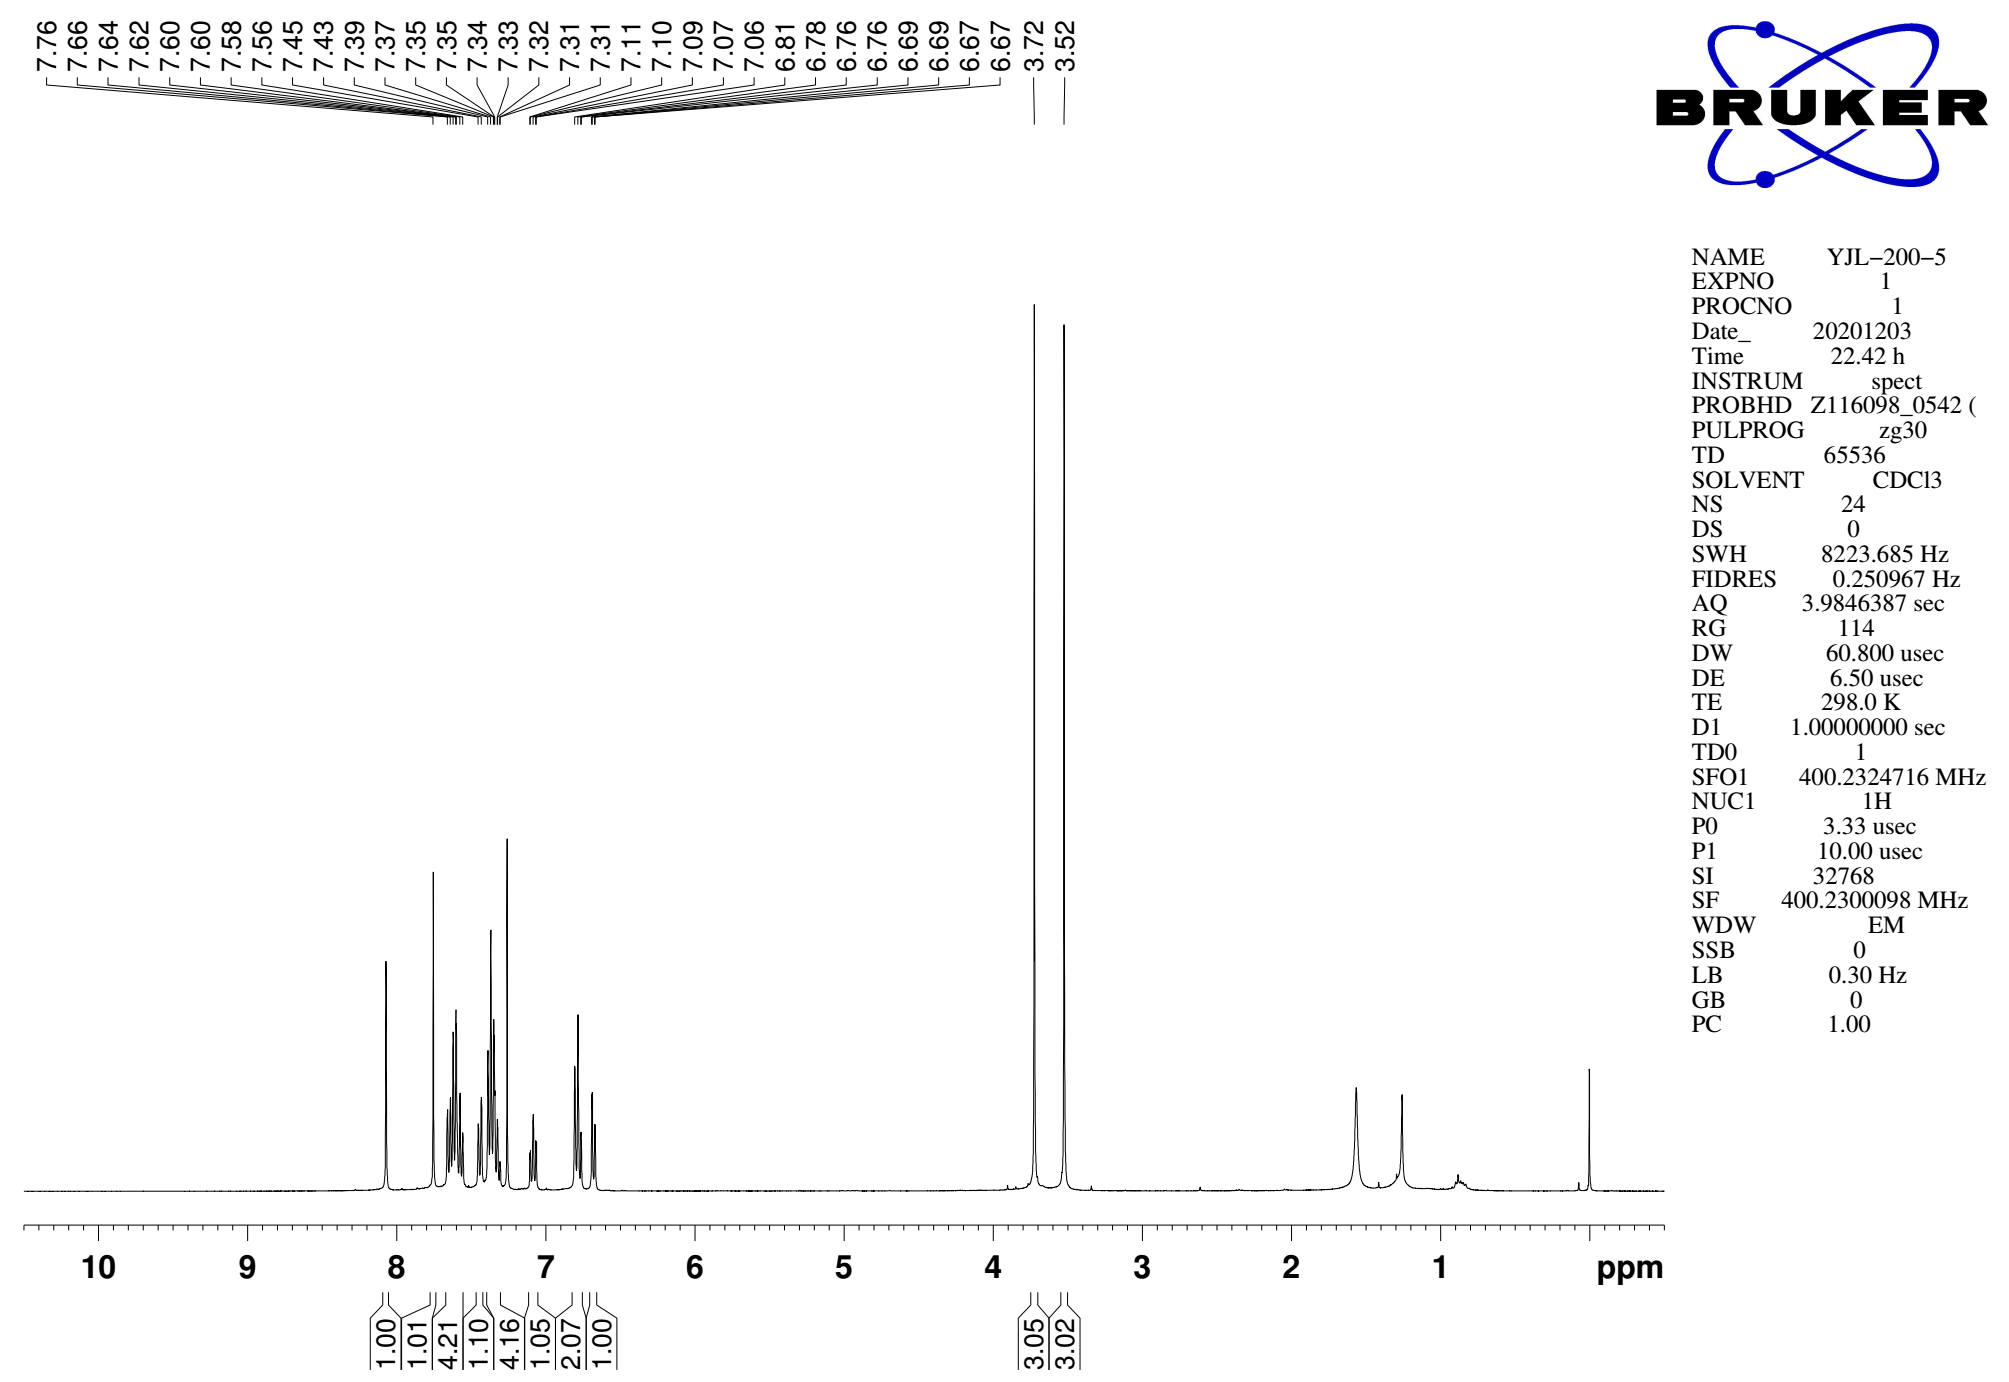 7.76
7.66
7.64
7.62
7.60
7.60
7.58
7.56
7.45
7.43
7.39
7.37
7.35
7.35
7.34
7.33
7.32
7.31
7.31
7.11
7.10
7.09
7.07
7.06
6.81
6.78
6.76
6.76
6.69
6.69
6.67
6.67
3.72
3.52
BRUKER
NAME YJL−200−5
EXPNO 1
PROCNO 1
Date_ 20201203
Time 22.42 h
INSTRUM spect
PROBHD Z116098_0542 (
PULPROG zg30
TD 65536
SOLVENT CDCl3
NS 24
DS 0
SWH 8223.685 Hz
FIDRES 0.250967 Hz
AQ 3.9846387 sec
RG 114
DW 60.800 usec
DE 6.50 usec
TE 298.0 K
D1 1.00000000 sec
TD0 1
SFO1 400.2324716 MHz
NUC1 1H
P0 3.33 usec
P1 10.00 usec
SI 32768
SF 400.2300098 MHz
WDW EM
SSB 0
LB 0.30 Hz
GB 0
PC 1.00
10 9 8 7 6 5 4 3 2 1 ppm
1.00
1.01
4.21
1.10
4.16
1.05
2.07
1.00
3.05
3.02